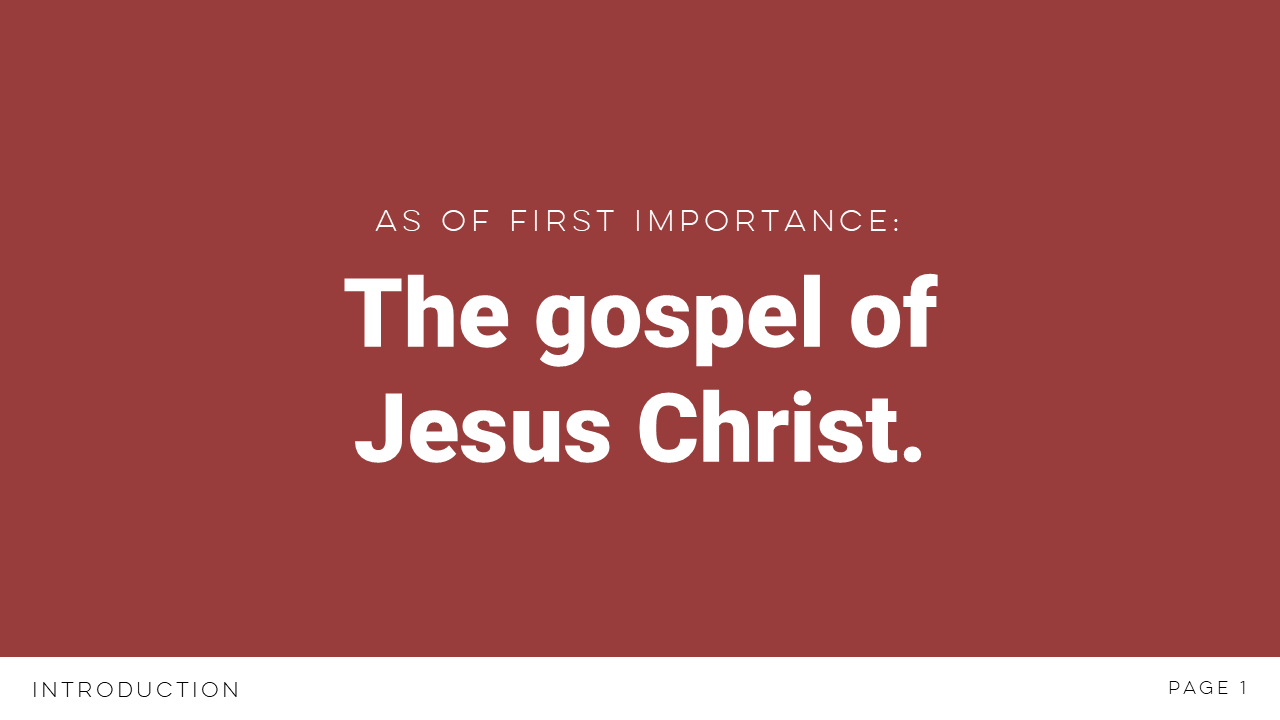 AS OF FIRST IMPORTANCE:
The gospel of
Jesus Christ.
INTRODUCTION
PAGE 1